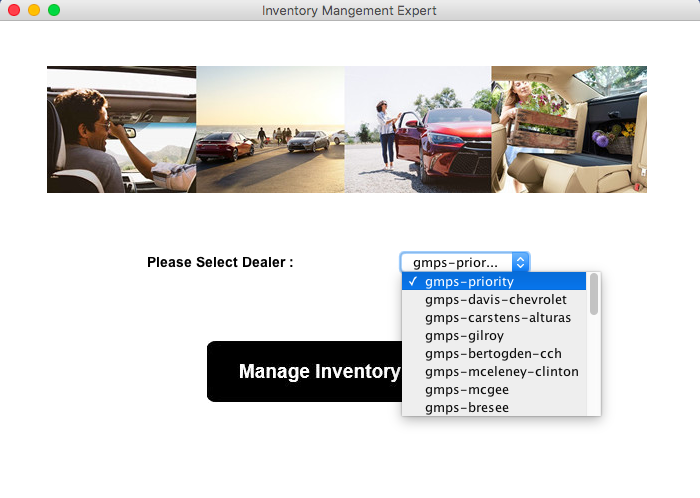 Inventory Mangement Expert
Please Select Dealer :
gmps-prior...
✓ gmps-priority
gmps-davis-chevrolet
gmps-carstens-alturas
gmps-gilroy
gmps-bertogden-cch
gmps-mceleney-clinton
gmps-mcgee
gmps-bresee
Manage Inventory